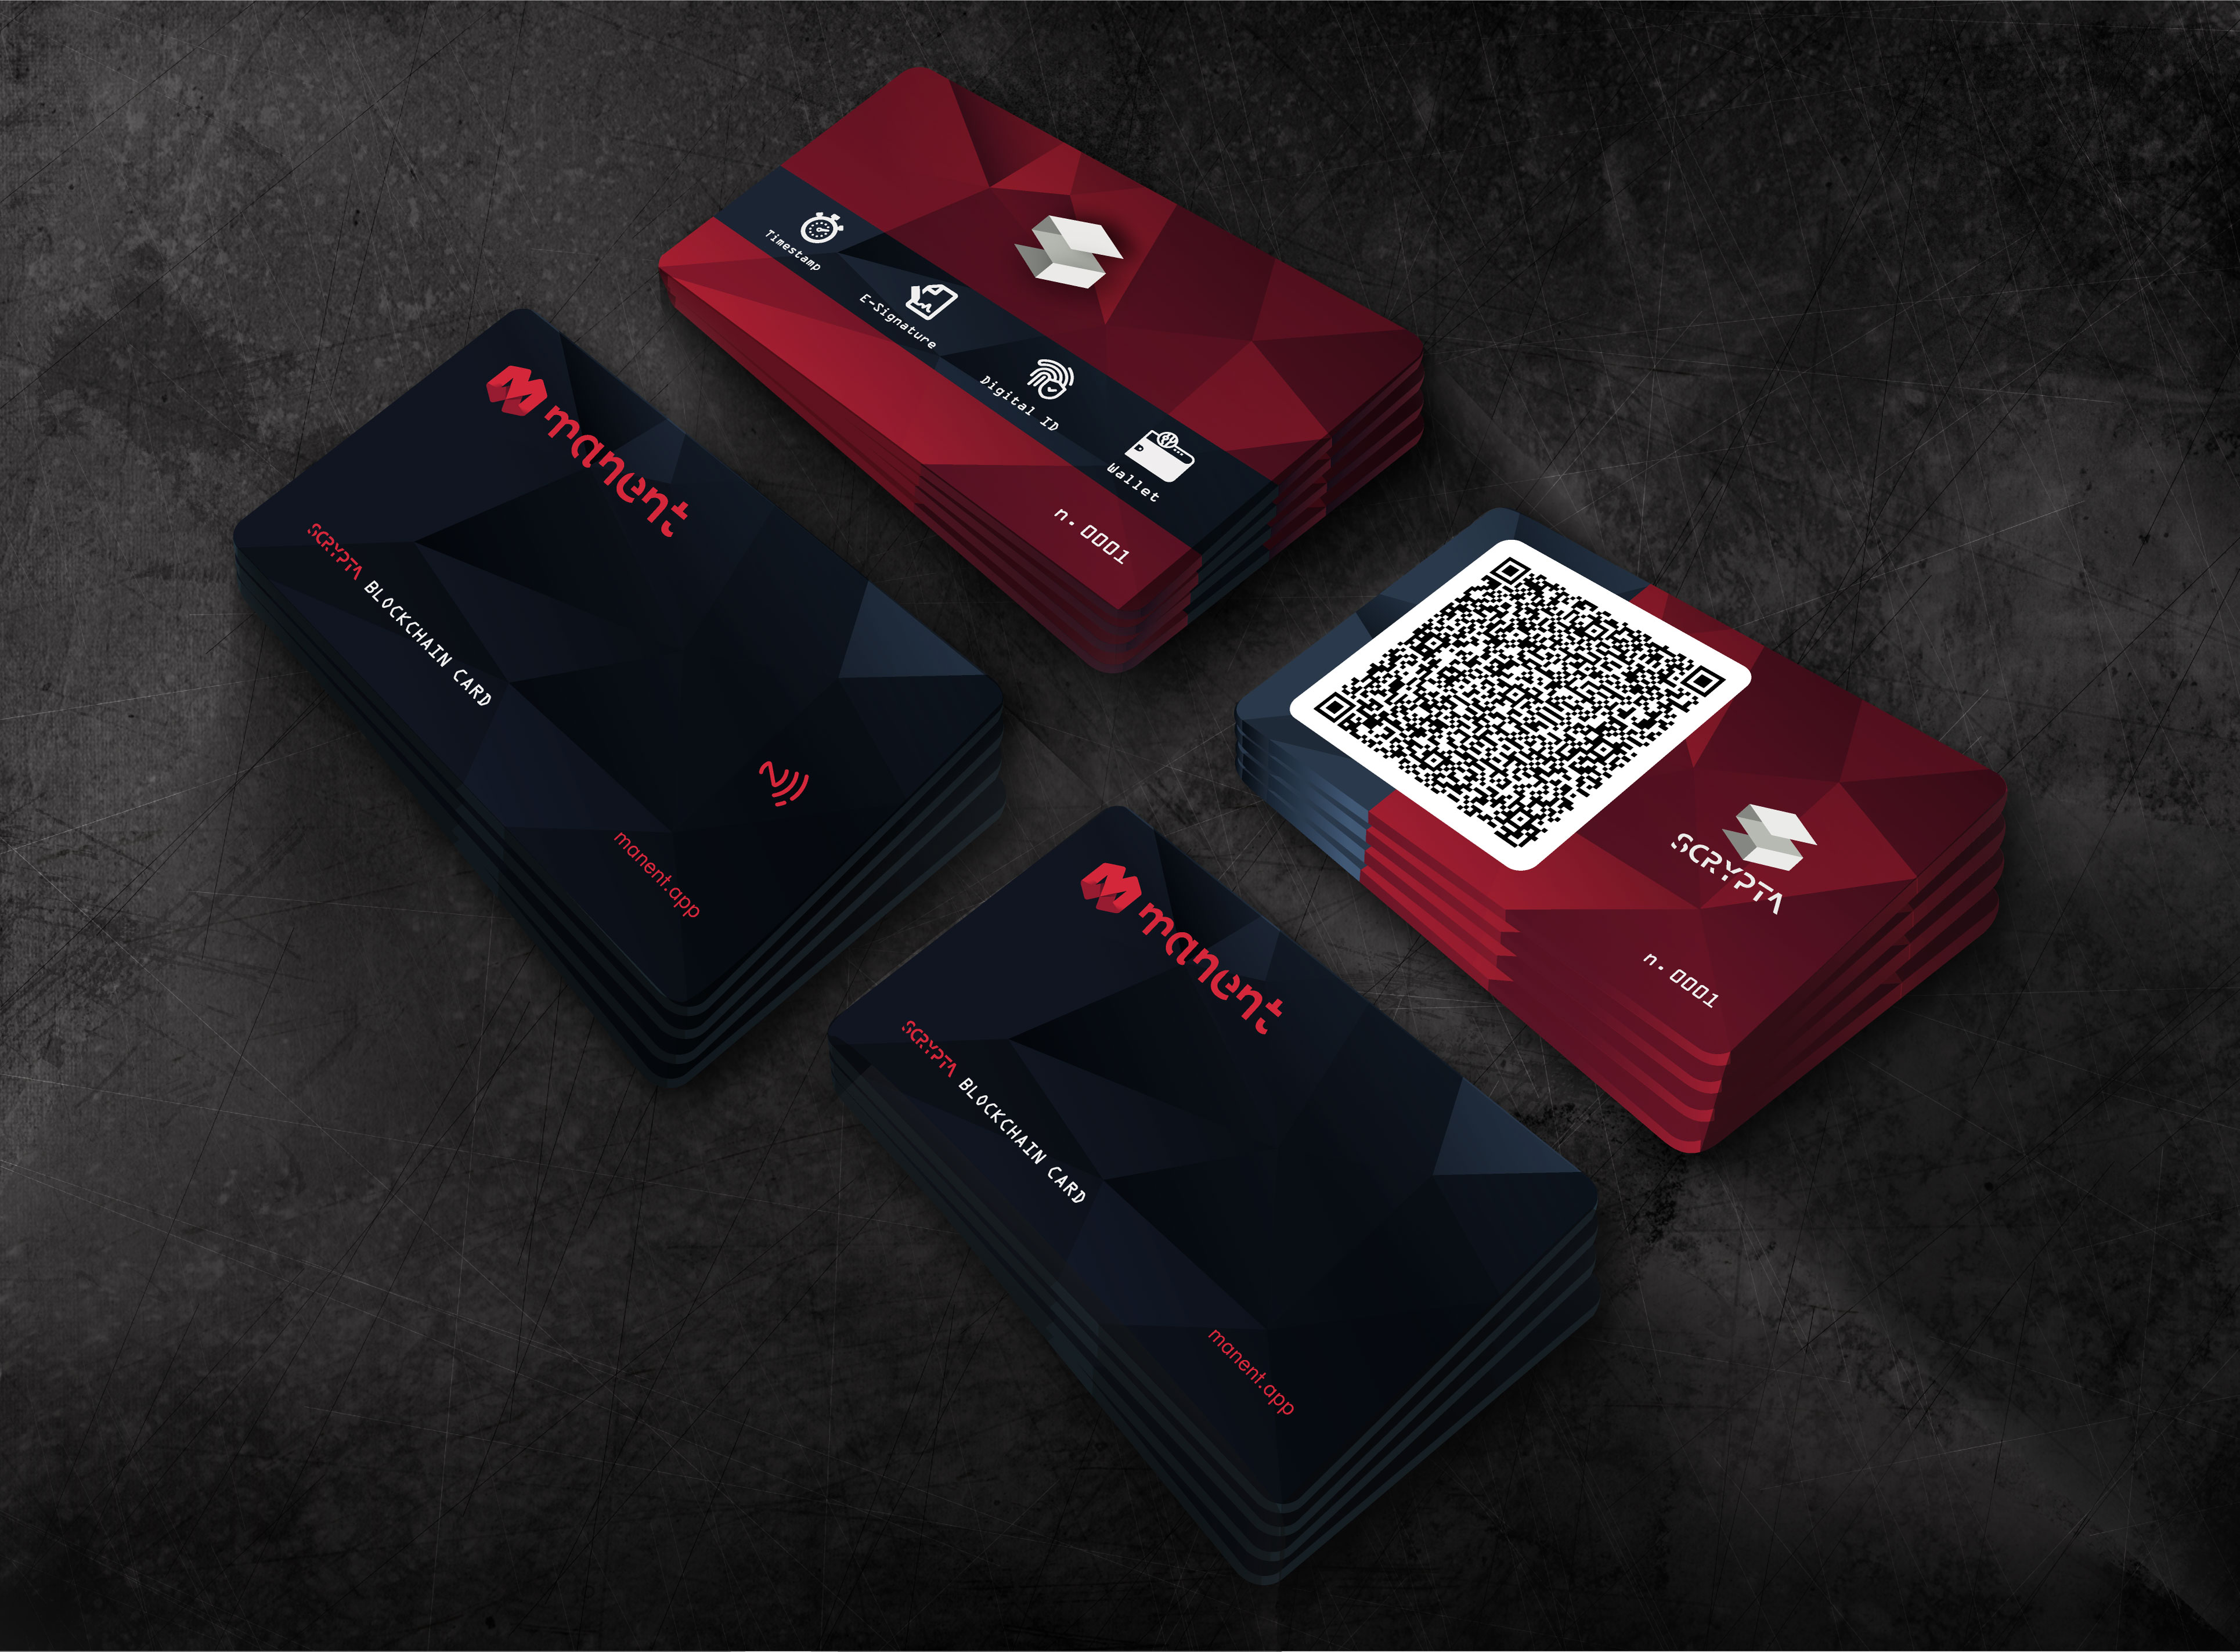 Timestamp
E-Signature
Digital ID
Wallet
n. 0001
manent
SCRYPTA BLOCKCHAIN CARD
manent.app
SCRYPTA
n. 0001
manent
SCRYPTA BLOCKCHAIN CARD
manent.app